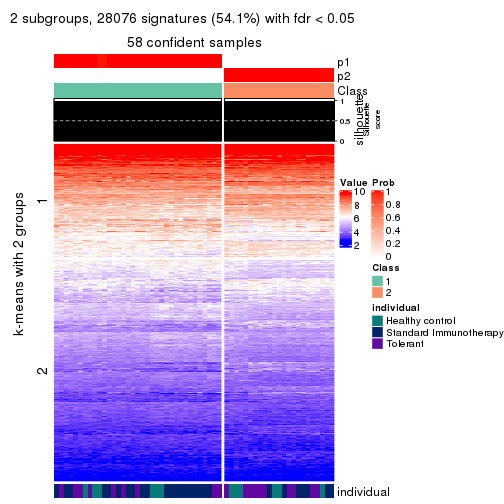 2 subgroups, 28076 signatures (54.1%) with fdr < 0.05
58 confident samples
p1
p2
Class
1
0.5
0
silhouette
Silhouette
score
k-means with 2 groups
1
2
Value
10
8
6
4
2
Prob
1
0.8
0.6
0.4
0.2
0
Class
1
2
individual
Healthy control
Standard Immunotherapy
Tolerant
individual